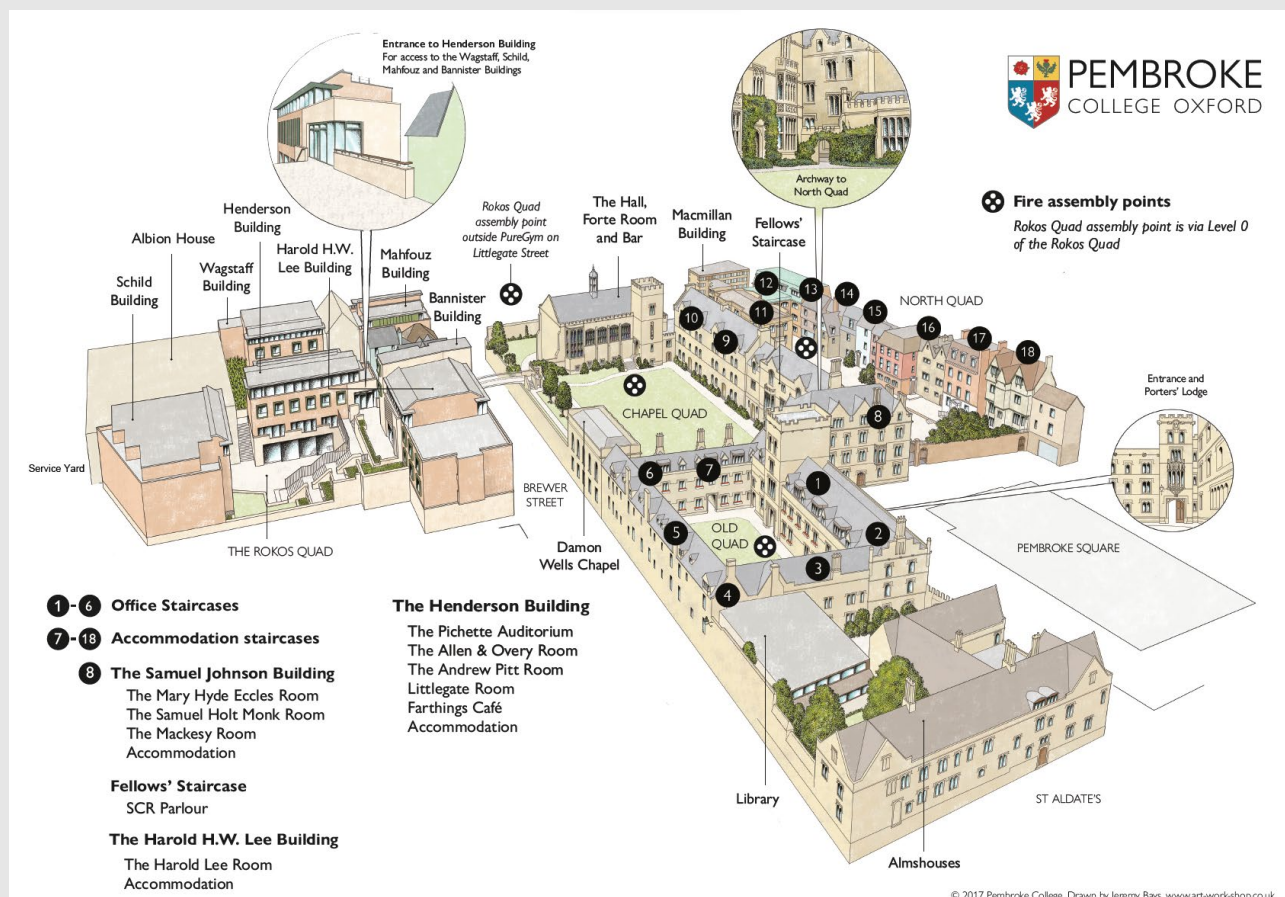 Entrance to Henderson Building
For access to the Wagstaff, Schild,
Mahfouz and Bannister Buildings
Archway to
North Quad
PEMBROKE
COLLEGE OXFORD
Fire assembly points
Rokos Quad assembly point is via Level 0
of the Rokos Quad
Henderson
Building
Albion House
Harold H.W.
Lee Building
Wagstaff
Building
Schild
Building
Mahfouz
Building
Bannister
Building
Rokos Quad
assembly point
outside PureGym on
Littlegate Street
The Hall,
Forte Room
and Bar
Macmillan
Building
Fellows'
Staircase
12
13
14
15
NORTH QUAD
10
11
16
9
17
18
CHAPEL QUAD
8
Entrance and
Porters' Lodge
Service Yard
6
7
1
BREWER
STREET
5
OLD
QUAD
2
THE ROKOS QUAD
Damon
Wells Chapel
3
4
PEMBROKE SQUARE
1-6 Office Staircases
7-18 Accommodation staircases
8 The Samuel Johnson Building
The Mary Hyde Eccles Room
The Samuel Holt Monk Room
The Mackesy Room
Accommodation
Fellows' Staircase
SCR Parlour
The Harold H.W. Lee Building
The Harold Lee Room
Accommodation
The Henderson Building
The Pichette Auditorium
The Allen & Overy Room
The Andrew Pitt Room
Littlegate Room
Farthings Café
Accommodation
Library
ST ALDATE'S
Almshouses
© 2017 Pembroke College. Drawn by Jeremy Bays. www.art-work-shop.co.uk